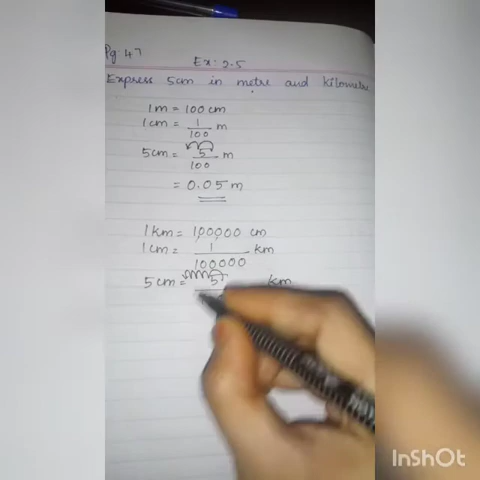 Pg: 47
Ex: 2.5
Express 5cm in metre and kilometre
1m = 100 cm
1cm = 1/100 m
5cm = 5/100 m
= 0.05 m
1km = 100000 cm
1cm = 1/100000 km
5cm = 5 km
InShOt